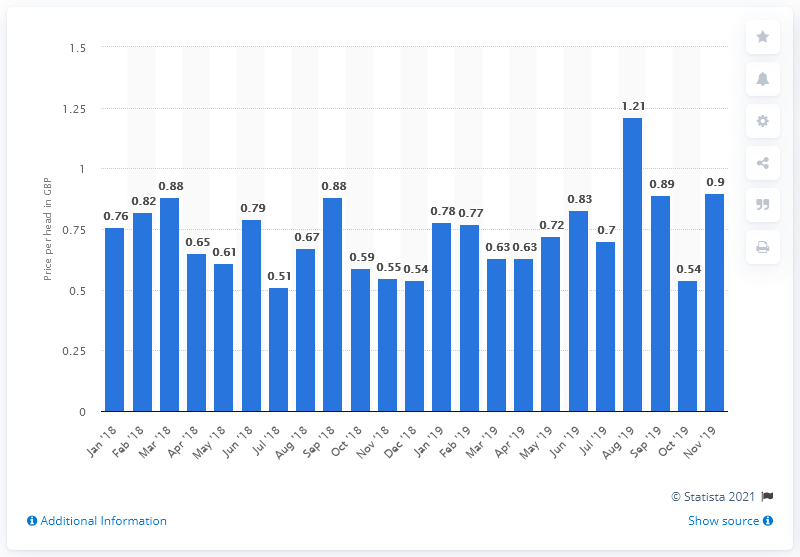 1.5
1.25
1
0.75
0.5
0.25
0
Price per head in GBP
0.76
0.82
0.88
0.65
0.61
0.79
0.51
0.67
0.88
0.59
0.55
0.54
0.78
0.77
0.63
0.63
0.72
0.83
0.7
1.21
0.89
0.54
0.9
Jan '18
Feb '18
Mar '18
Apr '18
May '18
Jun '18
Jul '18
Aug '18
Sep '18
Oct '18
Nov '18
Dec '18
Jan '19
Feb '19
Mar '19
Apr '19
May '19
Jun '19
Jul '19
Aug '19
Sep '19
Oct '19
Nov '19
© Statista 2021
Additional Information
Show source